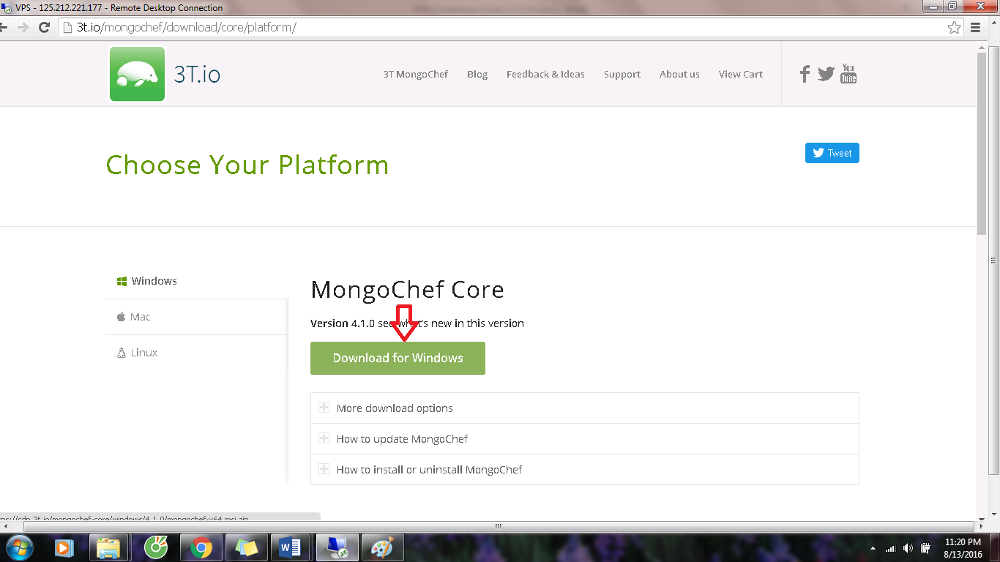 VPS - 125.212.221.177 - Remote Desktop Connection
3t.io/mongochef/download/core/platform/
3T.io
3T MongoChef Blog Feedback & Ideas Support About us View Cart
You
Tube
Choose Your Platform
Tweet
Windows
Mac
Linux
MongoChef Core
Version 4.1.0 see what's new in this version
Download for Windows
More download options
How to update MongoChef
How to install or uninstall MongoChef
ps://cdn.3t.io/mongochef-core/windows/4.1.0/mongochef-x64.msi.zip
11:20 PM
8/13/2016